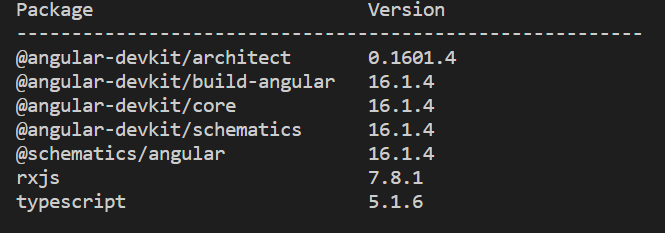 Package                         Version
---------------------------------------------------------
@angular-devkit/architect       0.1601.4
@angular-devkit/build-angular   16.1.4
@angular-devkit/core            16.1.4
@angular-devkit/schematics      16.1.4
@schematics/angular             16.1.4
rxjs                            7.8.1
typescript                      5.1.6